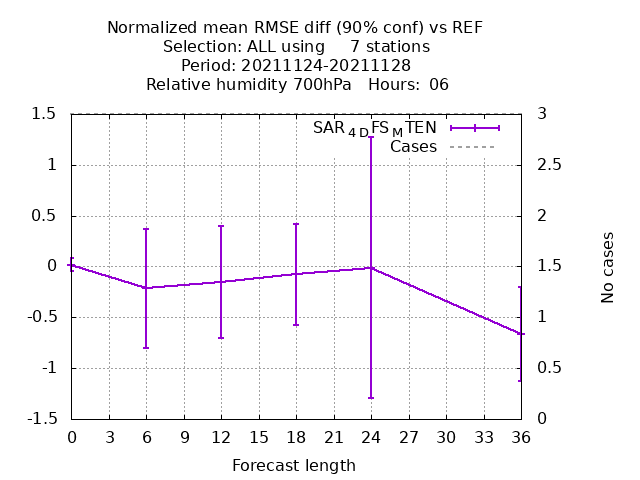 Normalized mean RMSE diff (90% conf) vs REF
Selection: ALL using     7 stations
Period: 20211124-20211128
Relative humidity 700hPa   Hours:  06
1.5 3
SAR4DFSMTEN
Cases
1 2.5
0.5 2
0 1.5
-0.5 1
-1 0.5
-1.5 0
No cases
0 3 6 9 12 15 18 21 24 27 30 33 36
Forecast length